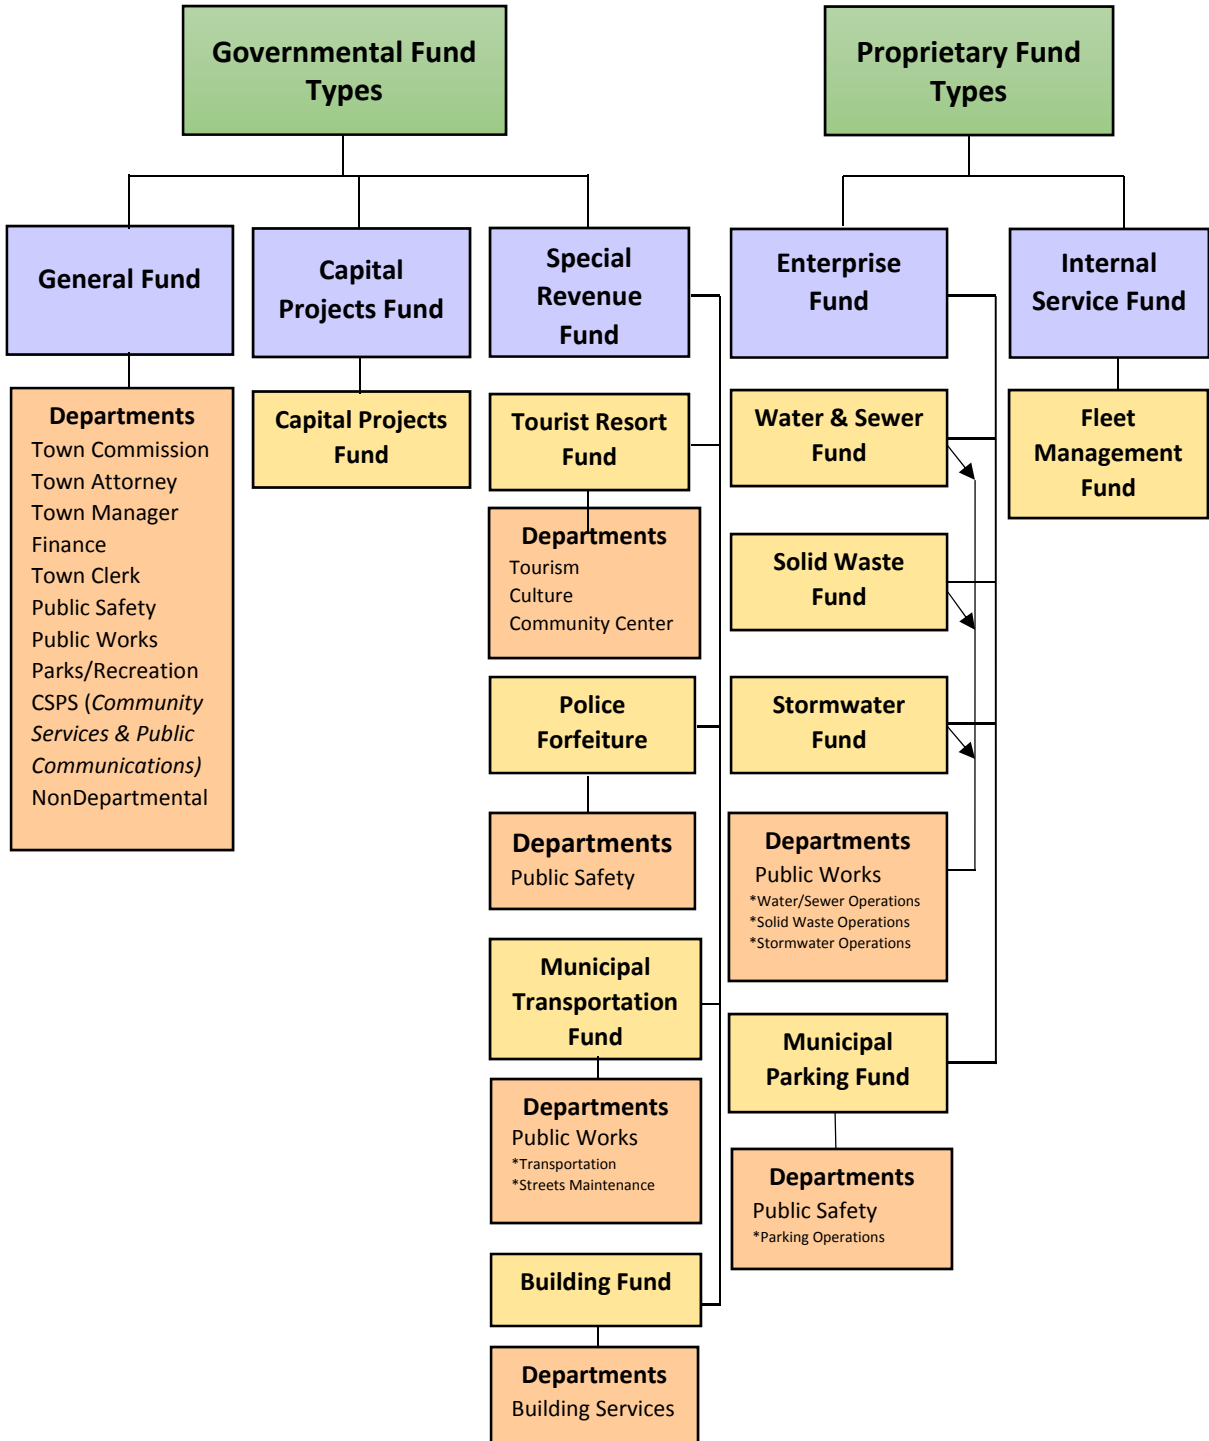 Governmental Fund
Types
Proprietary Fund
Types
General Fund
Capital
Projects Fund
Special
Revenue
Fund
Enterprise
Fund
Internal
Service Fund
Departments
Town Commission
Town Attorney
Town Manager
Finance
Town Clerk
Public Safety
Public Works
Parks/Recreation
CSPS (Community
Services & Public
Communications)
NonDepartmental
Capital Projects
Fund
Tourist Resort
Fund
Departments
Tourism
Culture
Community Center
Police
Forfeiture
Departments
Public Safety
Municipal
Transportation
Fund
Departments
Public Works
*Transportation
*Streets Maintenance
Building Fund
Departments
Building Services
Water & Sewer
Fund
Solid Waste
Fund
Stormwater
Fund
Departments
Public Works
*Water/Sewer Operations
*Solid Waste Operations
*Stormwater Operations
Municipal
Parking Fund
Departments
Public Safety
*Parking Operations
Fleet
Management
Fund